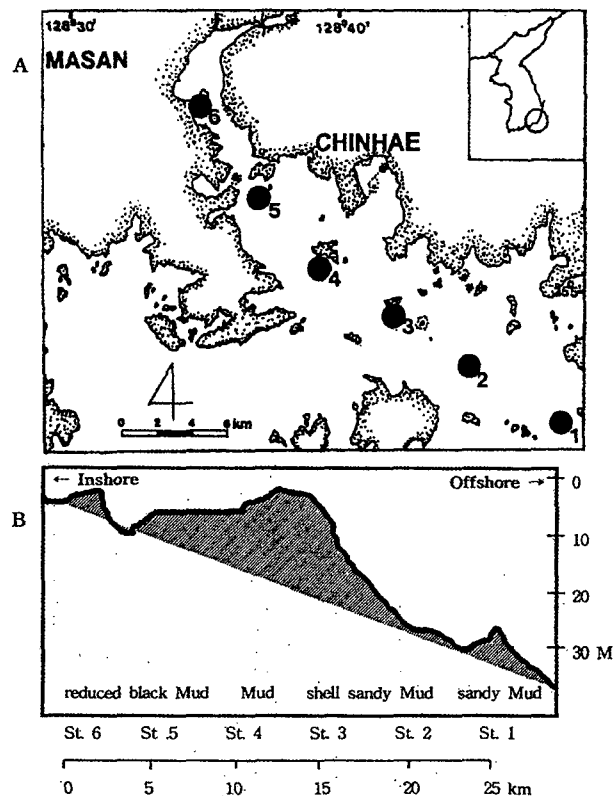 128°30'
128°40'
A
MASAN
6
CHINHAE
5
4
3
2
1
0 2 4 6 km
← Inshore
Offshore →
B
0
10
20
30 M
reduced black Mud Mud shell sandy Mud sandy Mud
St. 6 St .5 St. 4 St. 3 St. 2 St. 1
0 5 10 15 20 25 km